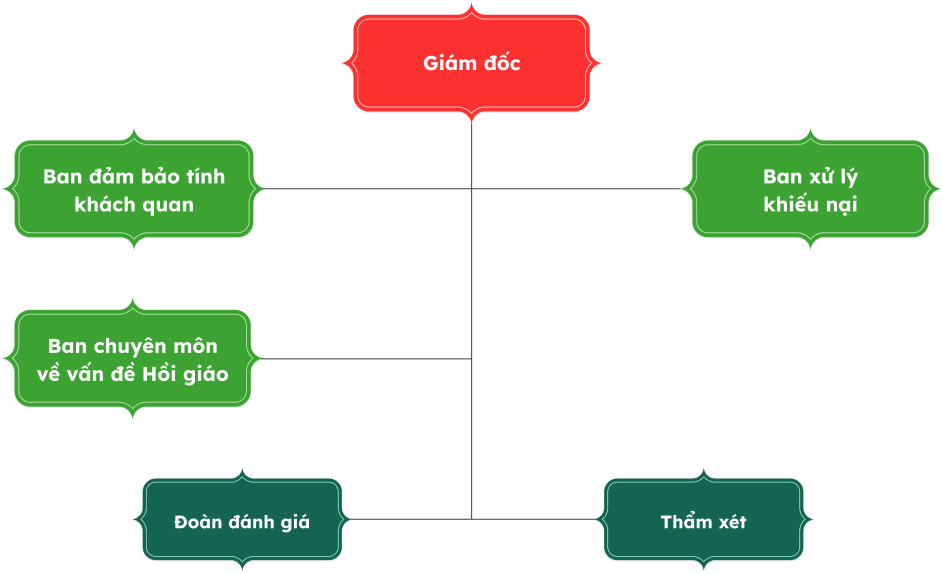 Giám đốc
Ban đảm bảo tính
khách quan
Ban xử lý
khiếu nại
Ban chuyên môn
về vấn đề Hồi giáo
Đoàn đánh giá
Thẩm xét